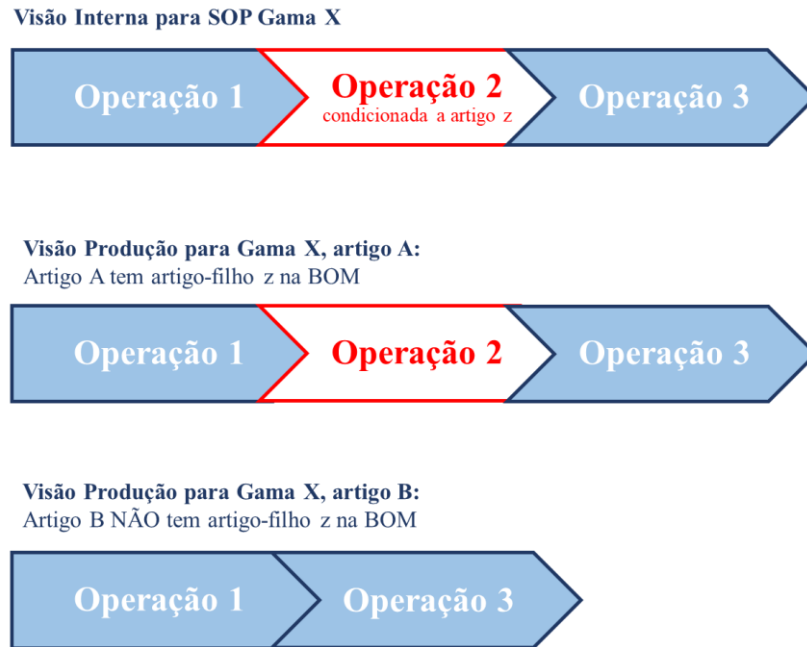 Visão Interna para SOP Gama X
Operação 1
Operação 2
condicionada a artigo z
Operação 3
Visão Produção para Gama X, artigo A:
Artigo A tem artigo-filho z na BOM
Operação 1
Operação 2
Operação 3
Visão Produção para Gama X, artigo B:
Artigo B NÃO tem artigo-filho z na BOM
Operação 1
Operação 3